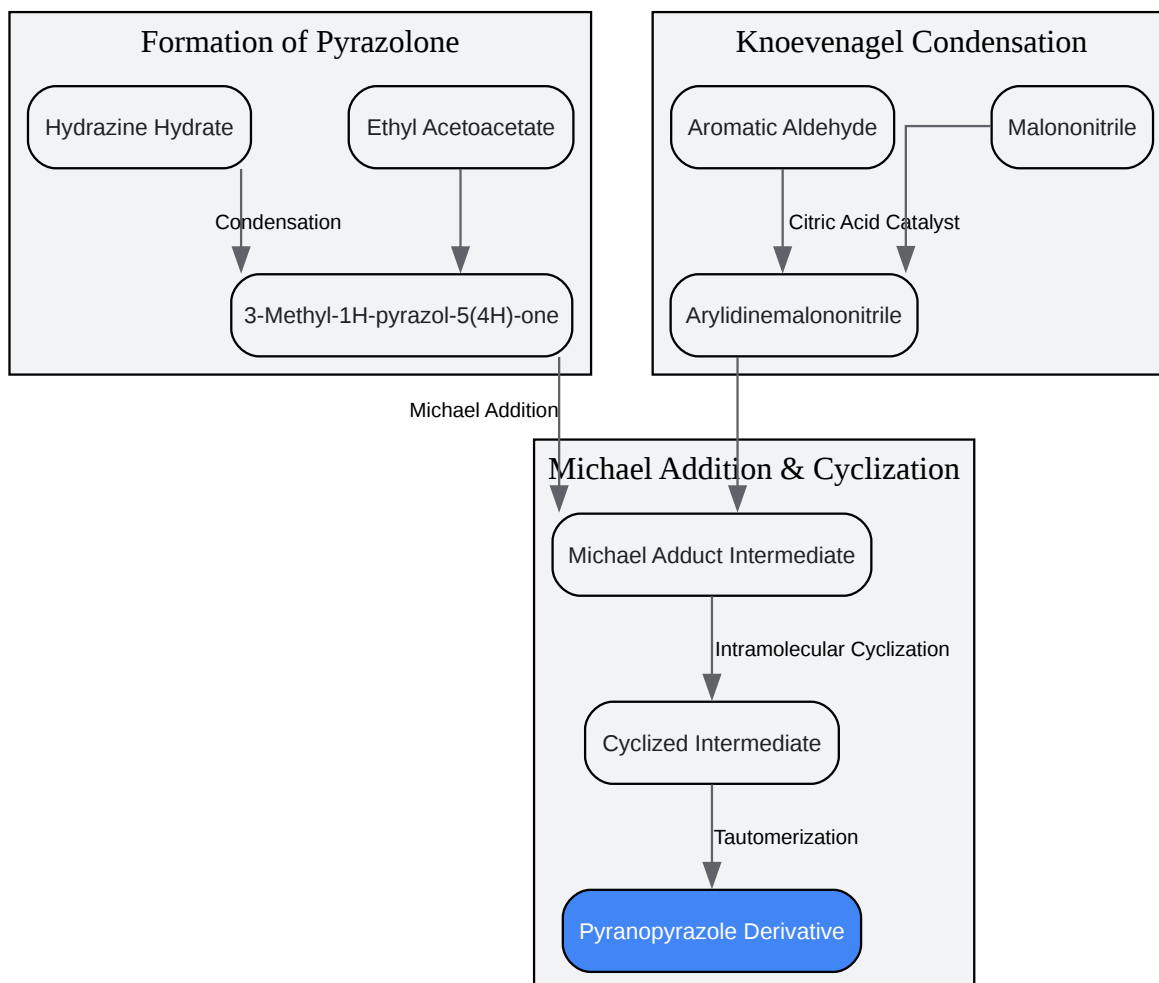 Formation of Pyrazolone
Hydrazine Hydrate
Ethyl Acetoacetate
Condensation
3-Methyl-1H-pyrazol-5(4H)-one
Knoevenagel Condensation
Aromatic Aldehyde
Malononitrile
Citric Acid Catalyst
Arylidinemalononitrile
Michael Addition
Michael Addition & Cyclization
Michael Adduct Intermediate
Intramolecular Cyclization
Cyclized Intermediate
Tautomerization
Pyranopyrazole Derivative